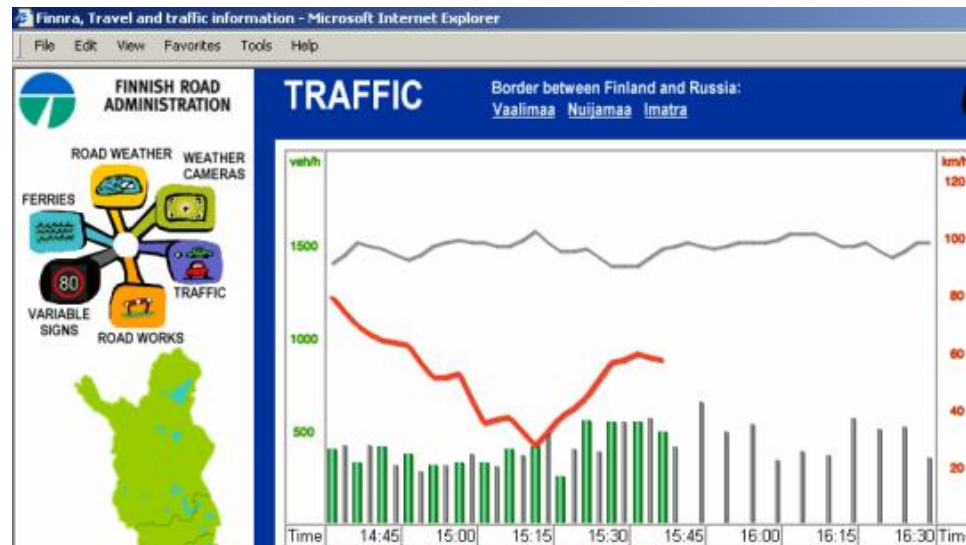 Finnra, Travel and traffic information - Microsoft Internet Explorer
File Edit View Favorites Tools Help
FINNISH ROAD
ADMINISTRATION
TRAFFIC
Border between Finland and Russia:
Vaalimaa Nuijamaa Imatra
ROAD WEATHER
WEATHER
CAMERAS
FERRIES
80
TRAFFIC
VARIABLE
SIGNS
ROAD WORKS
veh/h
1500
1000
500
km/h
120
100
80
60
40
20
Time 14:45 15:00 15:15 15:30 15:45 16:00 16:15 16:30 Tim